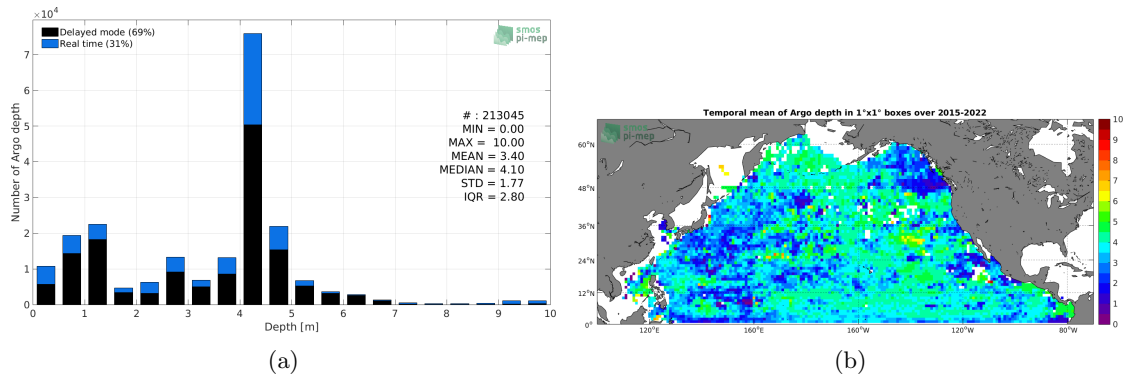 ×10⁴
Delayed mode (69%)
Real time (31%)
smos
pi-mep
# : 213045
MIN = 0.00
MAX = 10.00
MEAN = 3.40
MEDIAN = 4.10
STD = 1.77
IQR = 2.80
Number of Argo depth
7
6
5
4
3
2
1
0
0 1 2 3 4 5 6 7 8 9 10
Depth [m]
(a)
Temporal mean of Argo depth in 1°x1° boxes over 2015-2022
smos
pi-mep
60°N
48°N
36°N
24°N
12°N
0°
120°E 160°E 160°W 120°W 80°W
10
9
8
7
6
5
4
3
2
1
0
(b)